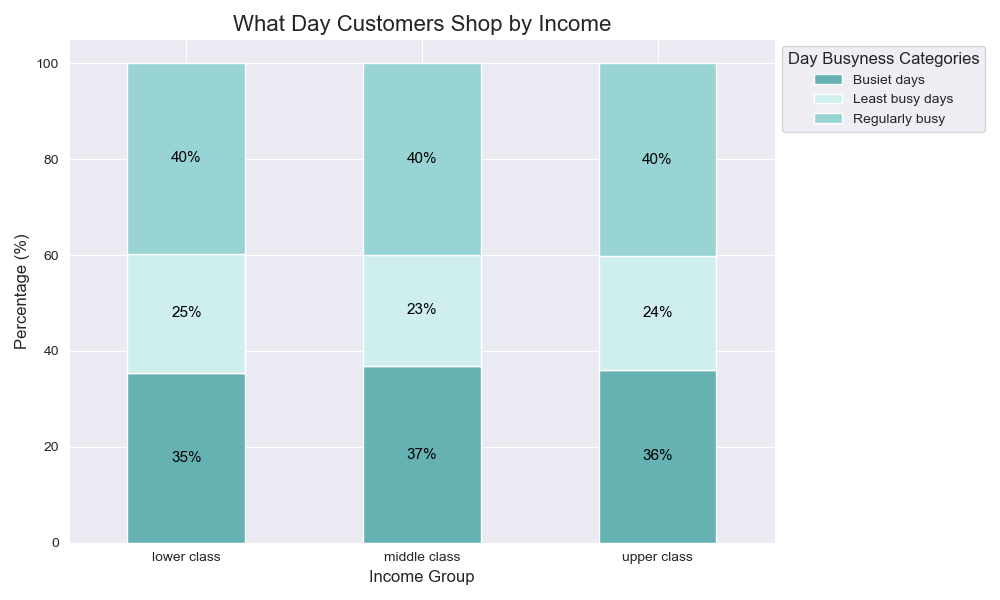 What Day Customers Shop by Income
Day Busyness Categories
Busiet days
Least busy days
Regularly busy
Percentage (%)
100
80
60
40
20
0
40%
40%
40%
25%
23%
24%
35%
37%
36%
lower class
middle class
upper class
Income Group